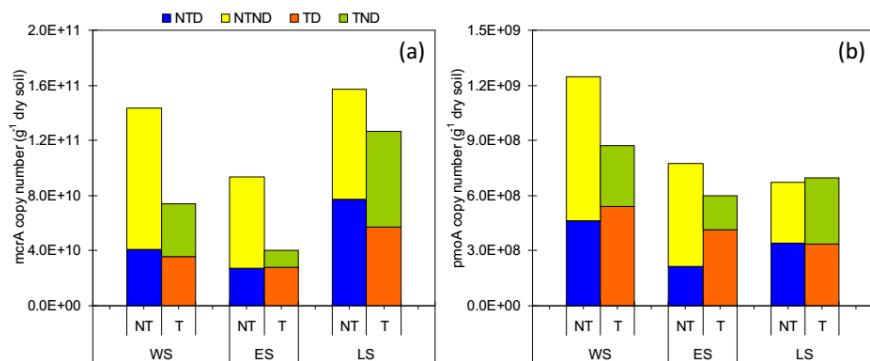 NTD NTND TD TND
(a)
mcrA copy number (g-1 dry soil)
2.0E+11
1.6E+11
1.2E+11
8.0E+10
4.0E+10
0.0E+00
NT T NT T NT T
WS ES LS
(b)
pmoA copy number (g-1 dry soil)
1.5E+09
1.2E+09
9.0E+08
6.0E+08
3.0E+08
0.0E+00
NT T NT T NT T
WS ES LS